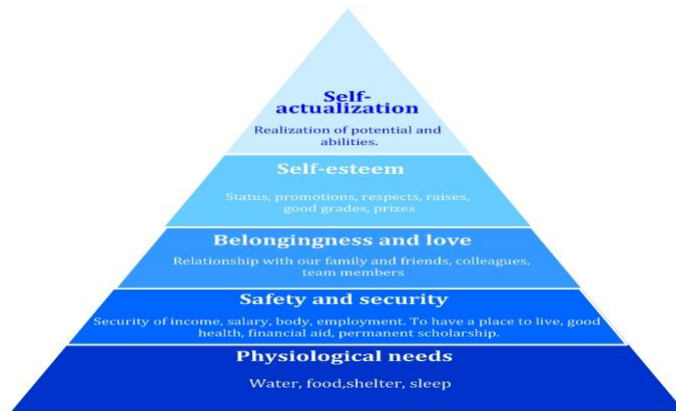 Self-
actualization
Realization of potential and
abilities.
Self-esteem
Status, promotions, respects, raises,
good grades, prizes
Belongingness and love
Relationship with our family and friends, colleagues,
team members
Safety and security
Security of income, salary, body, employment. To have a place to live, good
health, financial aid, permanent scholarship.
Physiological needs
Water, food,shelter, sleep